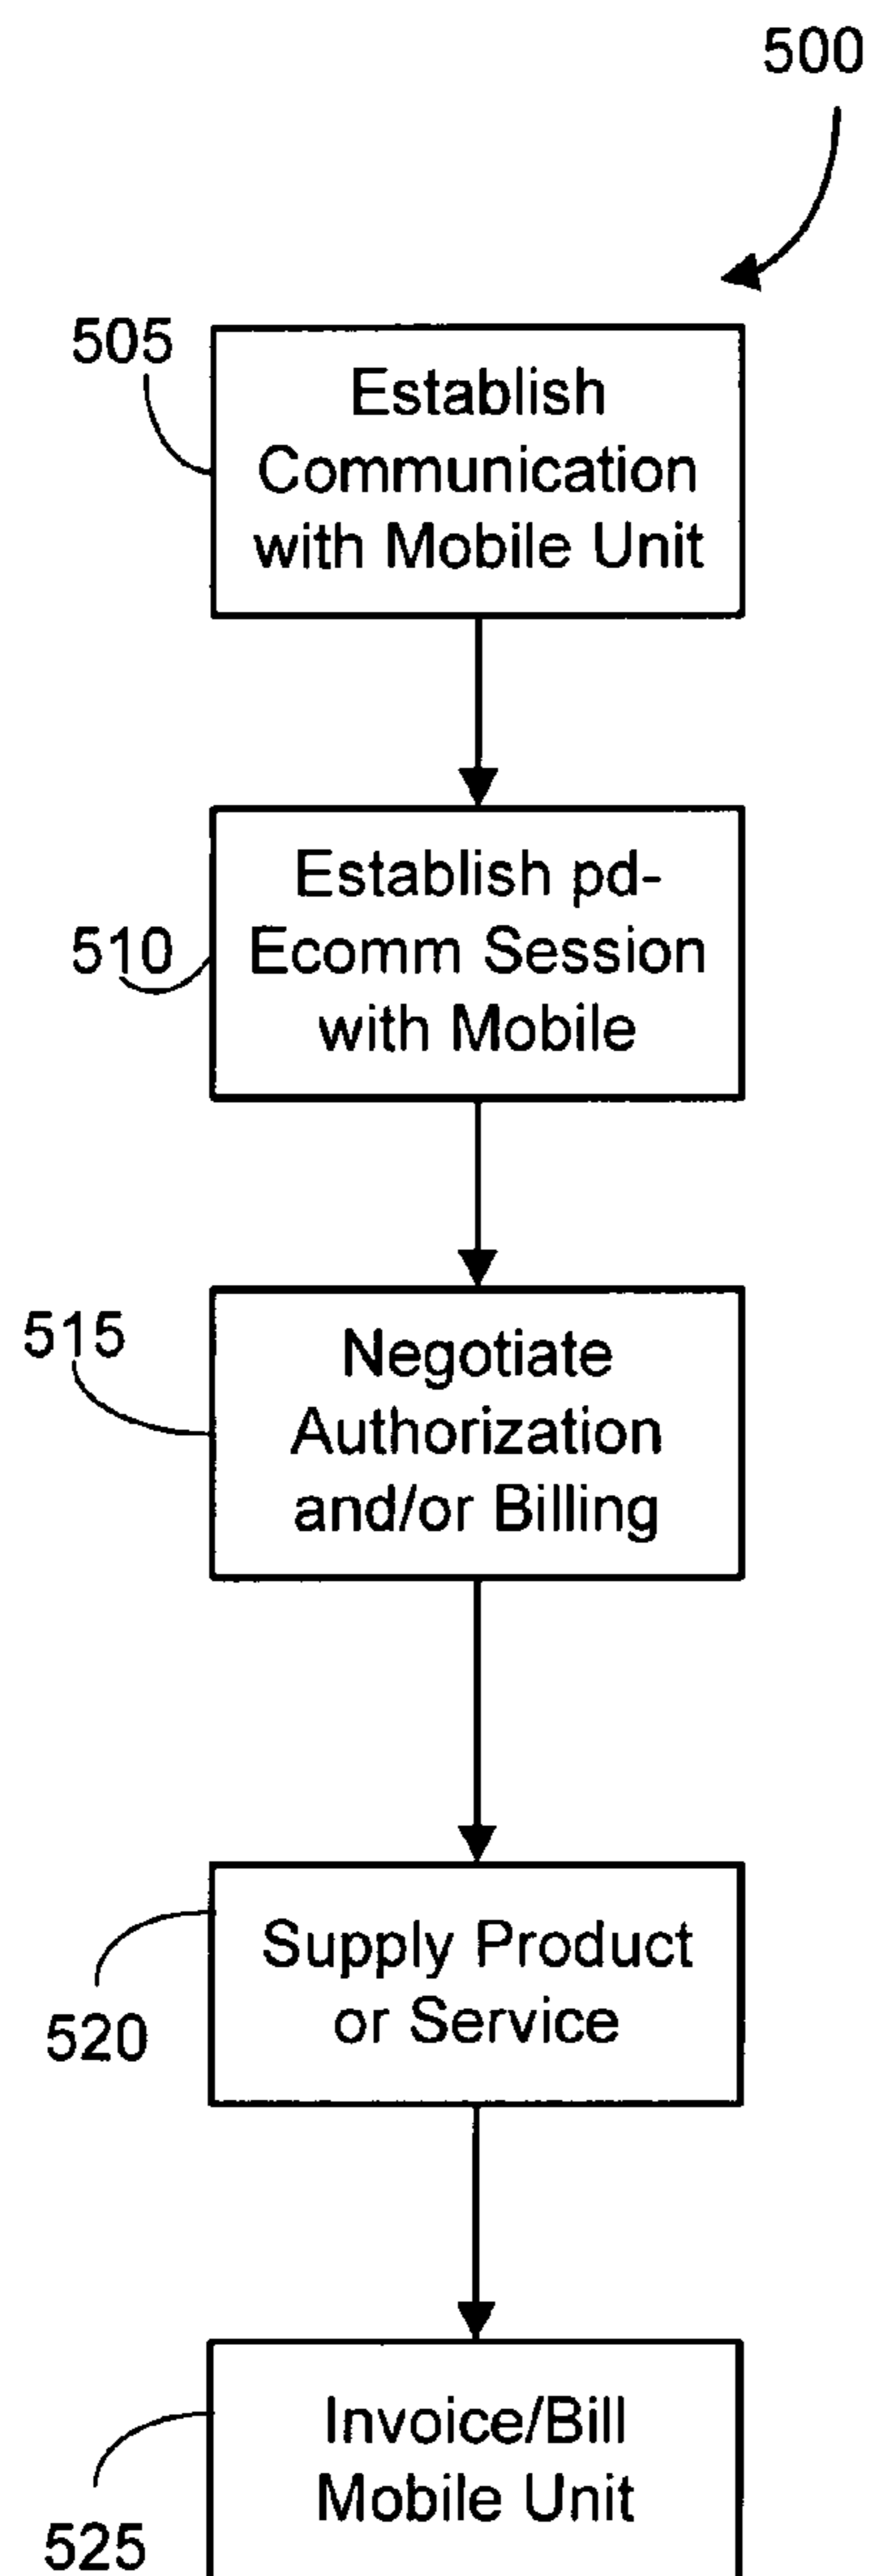 500
505
Establish
Communication
with Mobile Unit
510
Establish pd-
Ecomm Session
with Mobile
515
Negotiate
Authorization
and/or Billing
520
Supply Product
or Service
525
Invoice/Bill
Mobile Unit